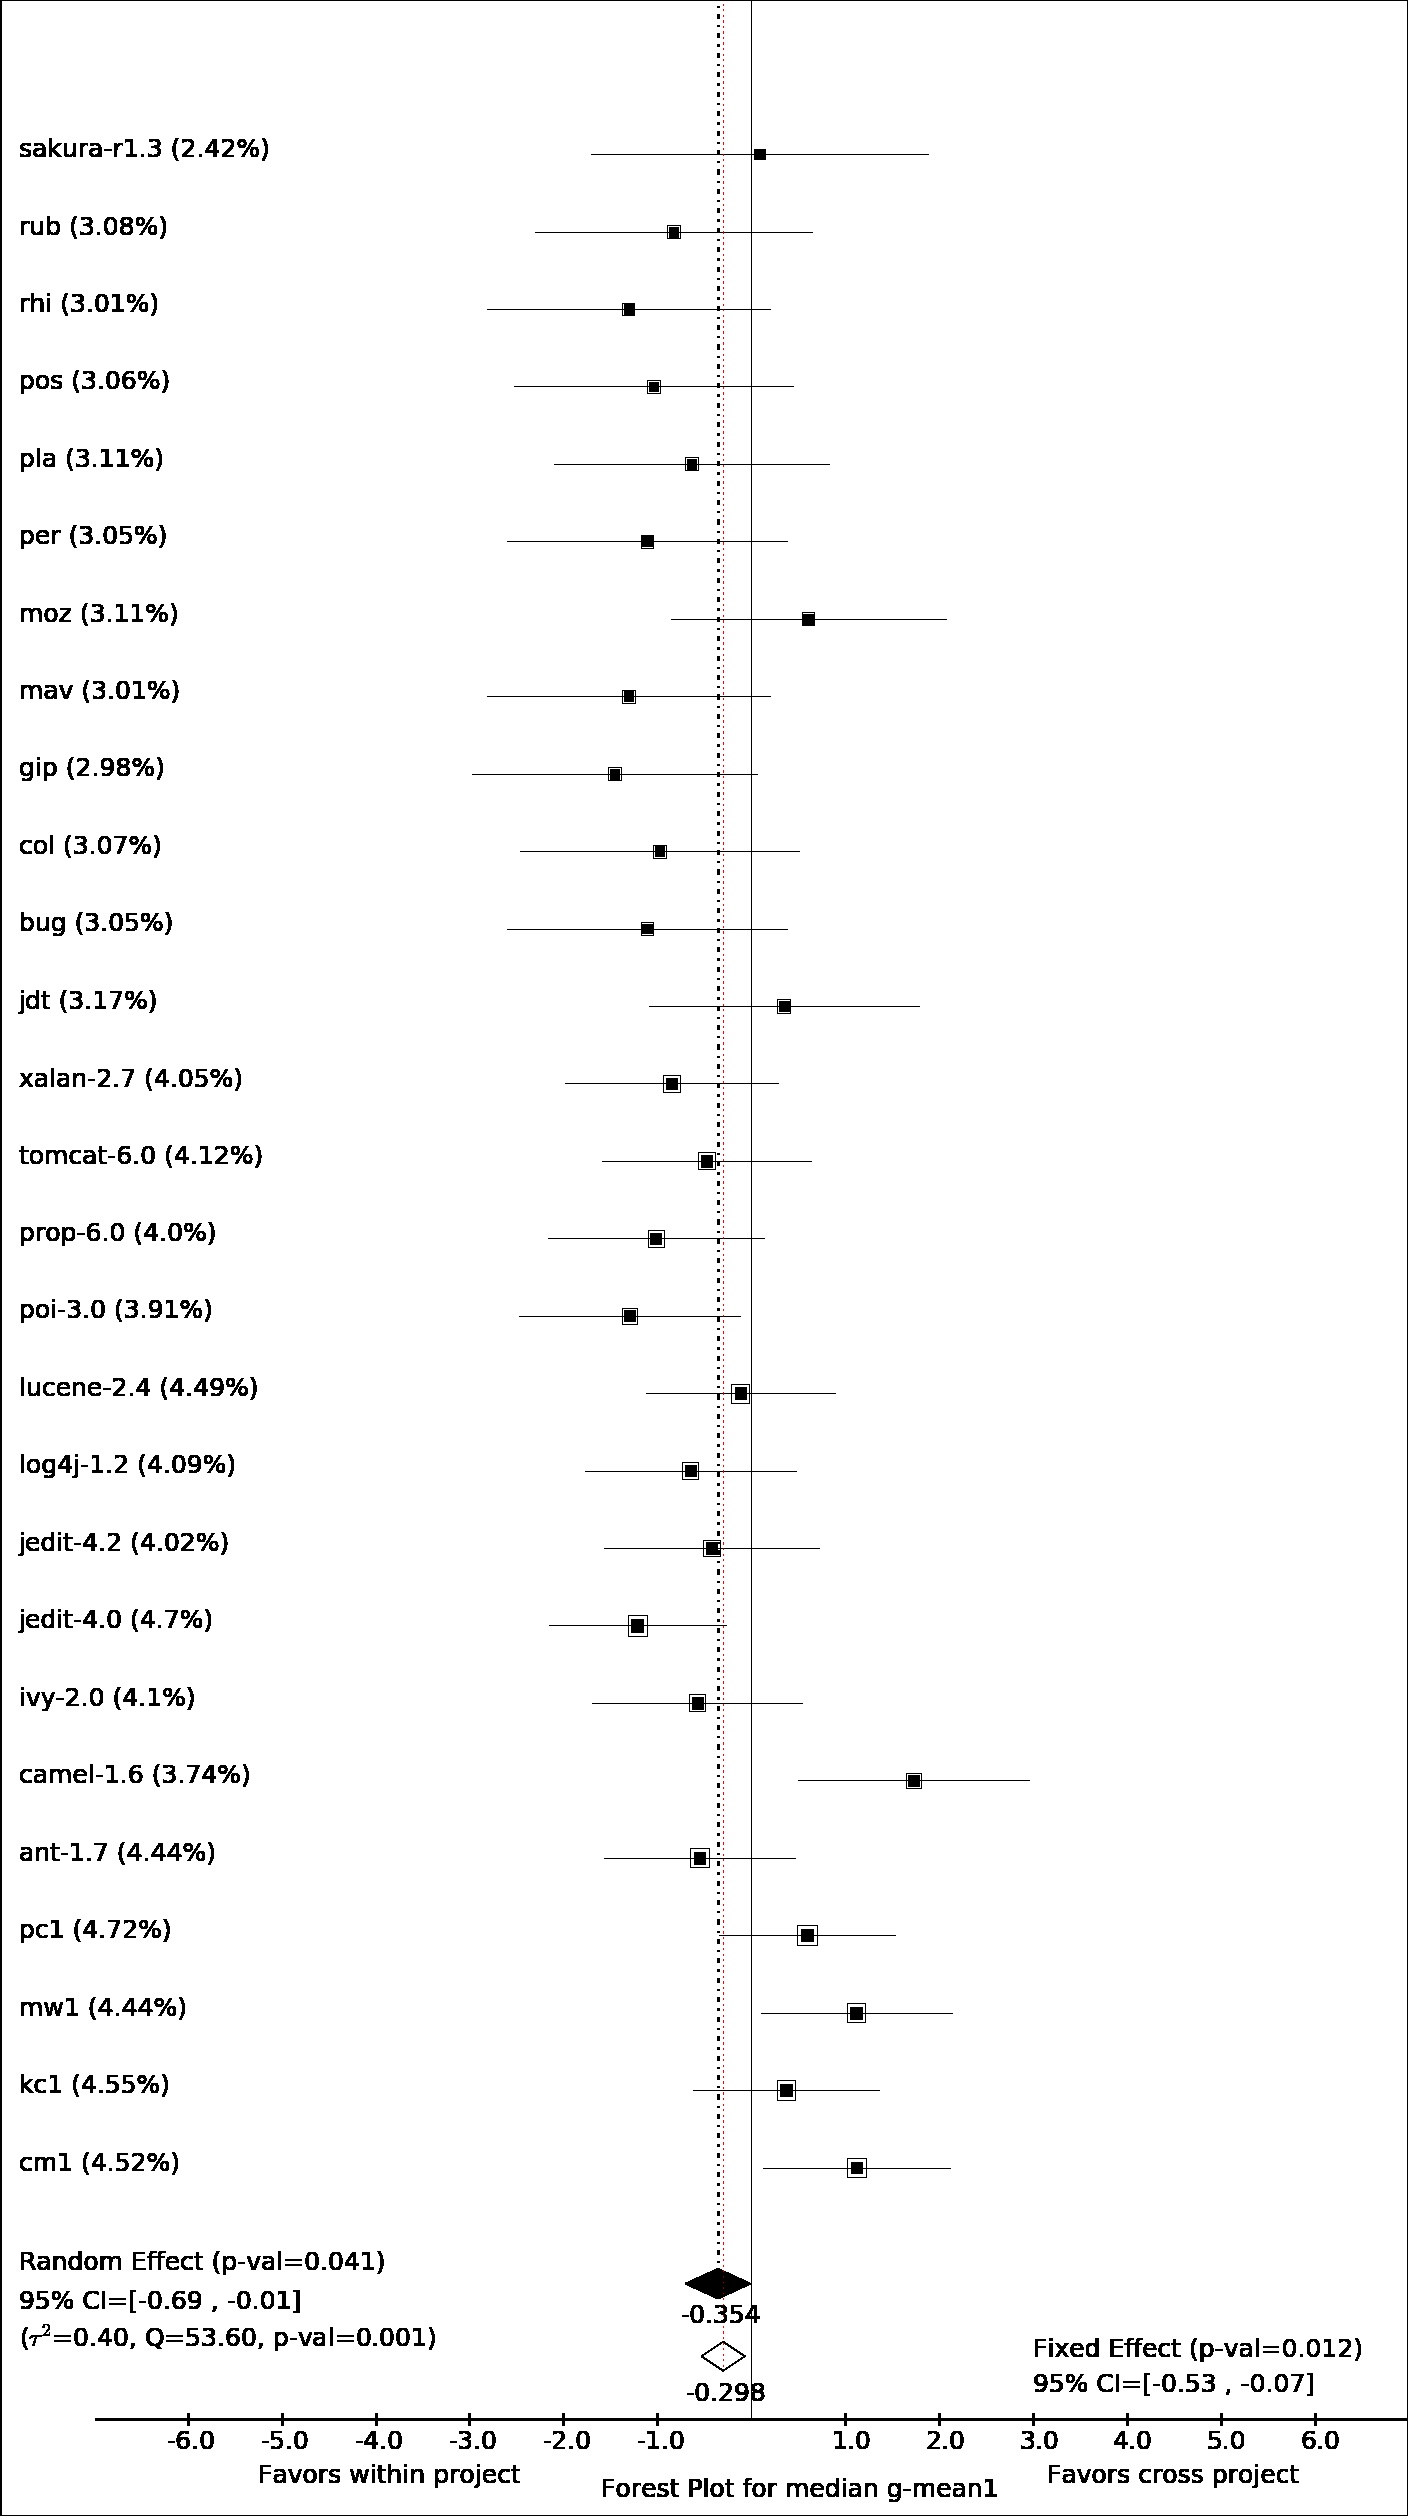 sakura-r1.3 (2.42%)
rub (3.08%)
rhi (3.01%)
pos (3.06%)
pla (3.11%)
per (3.05%)
moz (3.11%)
mav (3.01%)
gip (2.98%)
col (3.07%)
bug (3.05%)
jdt (3.17%)
xalan-2.7 (4.05%)
tomcat-6.0 (4.12%)
prop-6.0 (4.0%)
poi-3.0 (3.91%)
lucene-2.4 (4.49%)
log4j-1.2 (4.09%)
jedit-4.2 (4.02%)
jedit-4.0 (4.7%)
ivy-2.0 (4.1%)
camel-1.6 (3.74%)
ant-1.7 (4.44%)
pc1 (4.72%)
mw1 (4.44%)
kc1 (4.55%)
cm1 (4.52%)
Random Effect (p-val=0.041)
95% CI=[-0.69 , -0.01]
(τ²=0.40, Q=53.60, p-val=0.001)
-0.354
-0.298
Fixed Effect (p-val=0.012)
95% CI=[-0.53 , -0.07]
-6.0 -5.0 -4.0 -3.0 -2.0 -1.0 1.0 2.0 3.0 4.0 5.0 6.0
Favors within project
Forest Plot for median g-mean1
Favors cross project